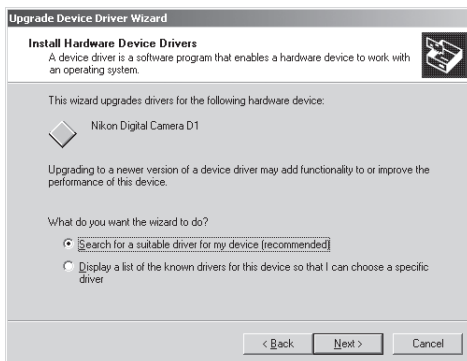 Upgrade Device Driver Wizard
Install Hardware Device Drivers
A device driver is a software program that enables a hardware device to work with
an operating system.
This wizard upgrades drivers for the following hardware device:
Nikon Digital Camera D1
Upgrading to a newer version of a device driver may add functionality to or improve the
performance of this device.
What do you want the wizard to do?
Search for a suitable driver for my device (recommended)
Display a list of the known drivers for this device so that I can choose a specific
driver
< Back Next > Cancel